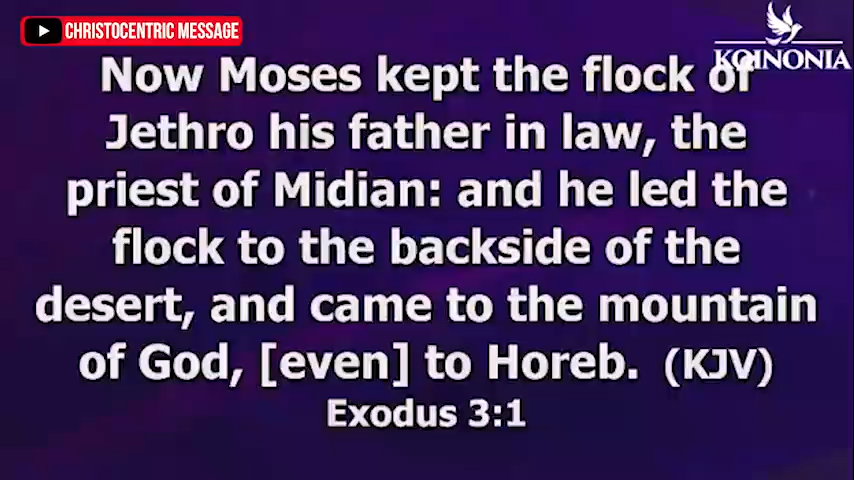 CHRISTOCENTRIC MESSAGE
KOINONIA
Now Moses kept the flock of
Jethro his father in law, the
priest of Midian: and he led the
flock to the backside of the
desert, and came to the mountain
of God, [even] to Horeb. (KJV)
Exodus 3:1